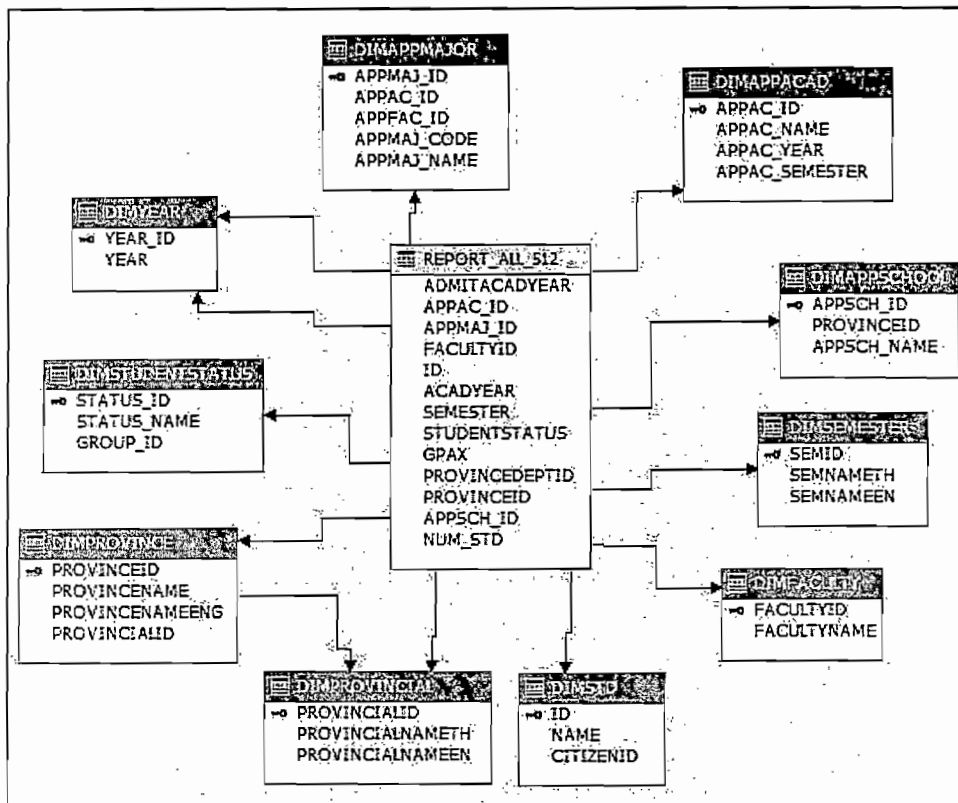 DIMAPPMAJOR
APPMAJ_ID
APPAC_ID
APPFAC_ID
APPMAJ_CODE
APPMAJ_NAME
DIMAPPACAD
APPAC_ID
APPAC_NAME
APPAC_YEAR
APPAC_SEMESTER
DIMYEAR
YEAR_ID
YEAR
REPORT_ALL_512
ADMITACADYEAR
APPAC_ID
APPMAJ_ID
FACULTYID
ID
ACADYEAR
SEMESTER
STUDENTSTATUS
GPAX
PROVINCEDEPTID
PROVINCEID
APPSCH_ID
NUM_STD
DIMAPPSCHOOL
APPSCH_ID
PROVINCEID
APPSCH_NAME
DIMSTUDENTSTATUS
STATUS_ID
STATUS_NAME
GROUP_ID
DIMSEMESTERS
SEMID
SEMNAMETH
SEMNAMEEN
DIMPROVINCE
PROVINCEID
PROVINCENAME
PROVINCENAMEENG
PROVINCIALID
DIMFACULTY
FACULTYID
FACULTYNAME
DIMPROVINCIAL
PROVINCIALID
PROVINCIALNAMETH
PROVINCIALNAMEEN
DIMSTD
ID
NAME
CITIZENID